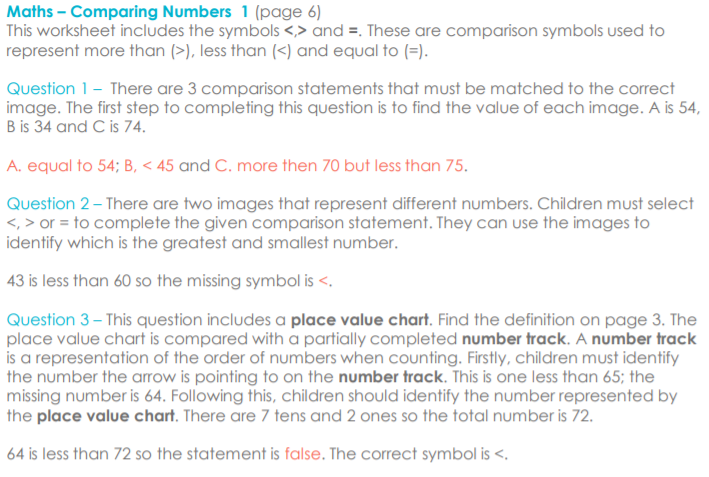 Maths – Comparing Numbers 1 (page 6)
This worksheet includes the symbols <,> and =. These are comparison symbols used to
represent more than (>), less than (<) and equal to (=).
Question 1 – There are 3 comparison statements that must be matched to the correct
image. The first step to completing this question is to find the value of each image. A is 54,
B is 34 and C is 74.
A. equal to 54; B, < 45 and C. more then 70 but less than 75.
Question 2 – There are two images that represent different numbers. Children must select
<, > or = to complete the given comparison statement. They can use the images to
identify which is the greatest and smallest number.
43 is less than 60 so the missing symbol is <.
Question 3 – This question includes a place value chart. Find the definition on page 3. The
place value chart is compared with a partially completed number track. A number track
is a representation of the order of numbers when counting. Firstly, children must identify
the number the arrow is pointing to on the number track. This is one less than 65; the
missing number is 64. Following this, children should identify the number represented by
the place value chart. There are 7 tens and 2 ones so the total number is 72.
64 is less than 72 so the statement is false. The correct symbol is <.